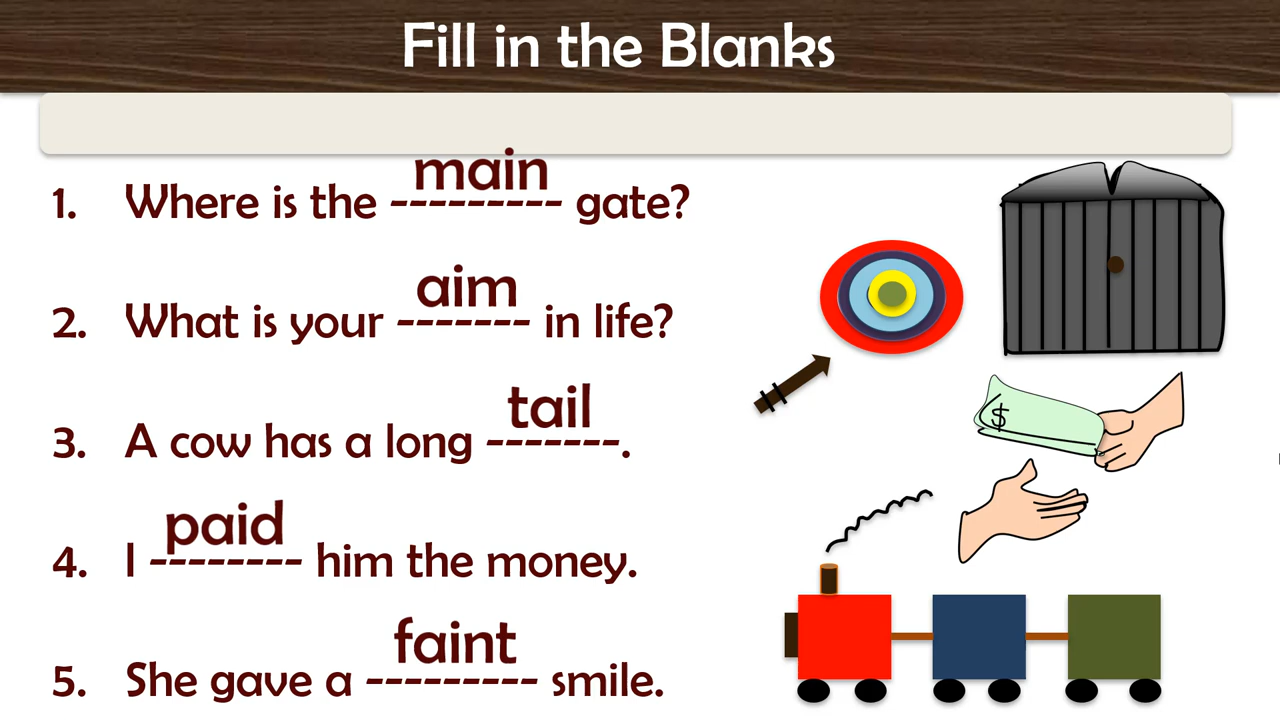 Fill in the Blanks
1. Where is the main --------- gate?
2. What is your aim ------- in life?
3. A cow has a long tail -------.
4. I paid -------- him the money.
5. She gave a faint --------- smile.
$